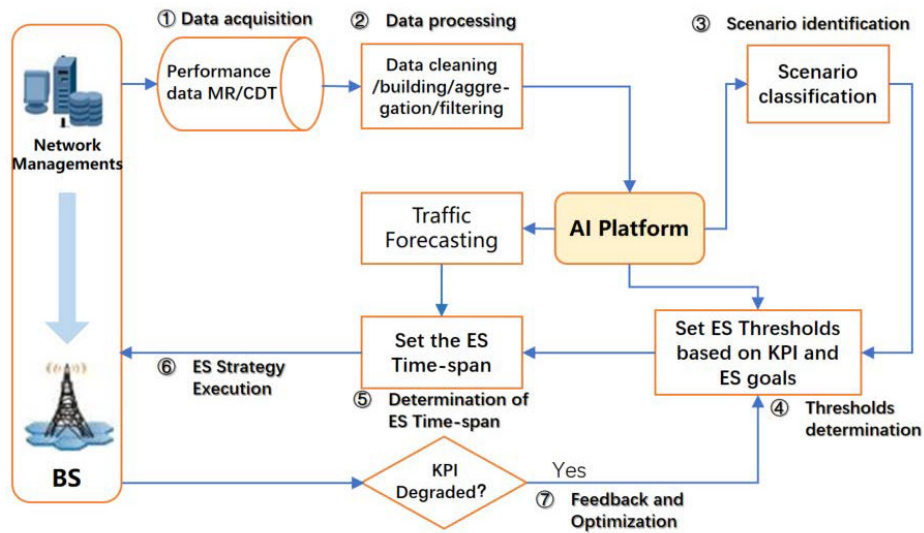 ① Data acquisition
② Data processing
③ Scenario identification
Performance
data MR/CDT
Data cleaning
/building/aggre-
gation/filtering
Scenario
classification
Network
Managements
Traffic
Forecasting
AI Platform
Set the ES
Time-span
Set ES Thresholds
based on KPI and
ES goals
⑥ ES Strategy
Execution
⑤ Determination of
ES Time-span
④ Thresholds
determination
BS
KPI
Degraded?
Yes
⑦ Feedback and
Optimization